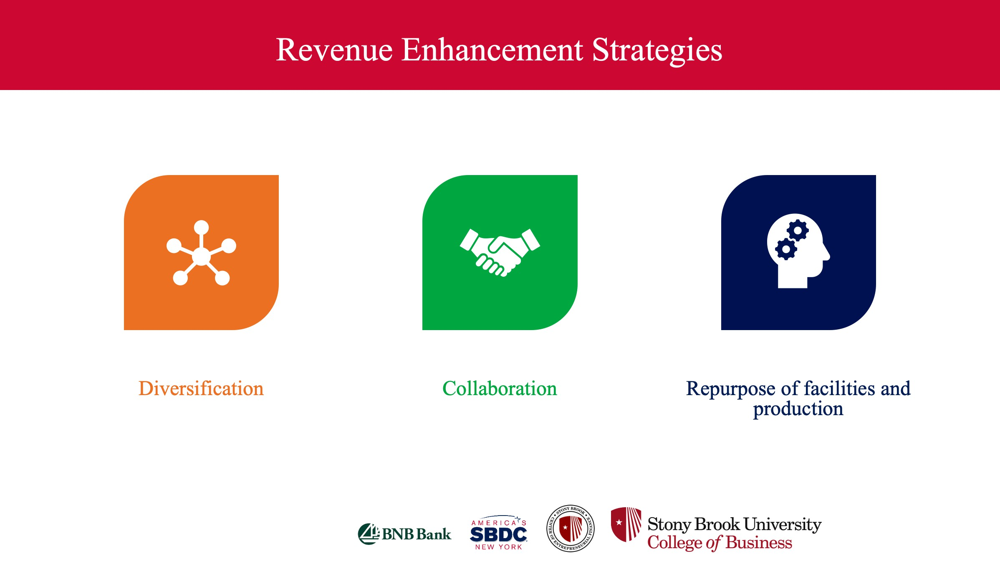 Revenue Enhancement Strategies
Diversification
Collaboration
Repurpose of facilities and
production
BNB Bank
AMERICA'S
SBDC
NEW YORK
STONY BROOK
CENTER OF ENTREPRENEURIAL FINANCE
Stony Brook University
College of Business